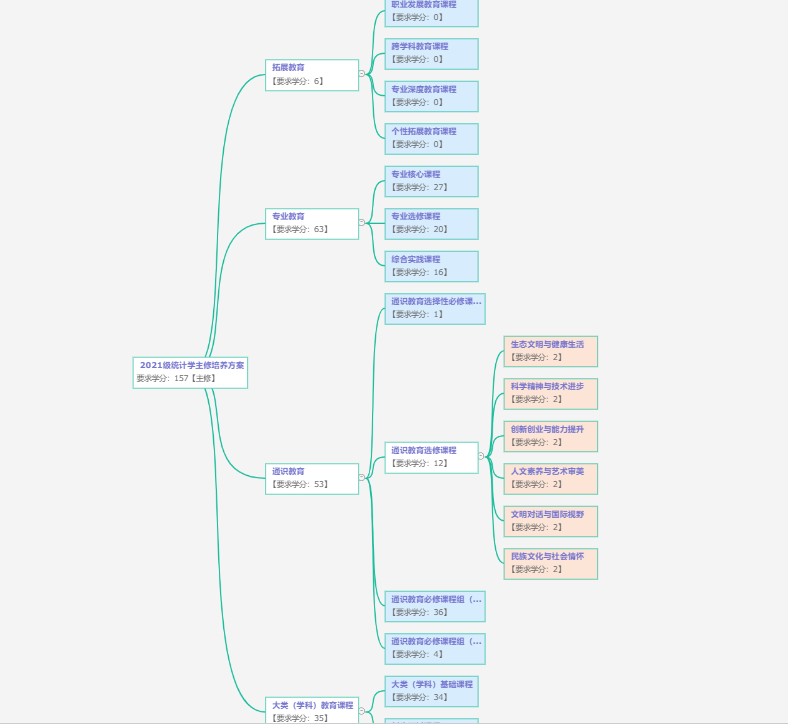 2021级统计学主修培养方案
要求学分: 157【主修】
拓展教育
【要求学分: 6】
职业发展教育课程
【要求学分: 0】
跨学科教育课程
【要求学分: 0】
专业深度教育课程
【要求学分: 0】
个性拓展教育课程
【要求学分: 0】
专业教育
【要求学分: 63】
专业核心课程
【要求学分: 27】
专业选修课程
【要求学分: 20】
综合实践课程
【要求学分: 16】
通识教育
【要求学分: 53】
通识教育选择性必修课...
【要求学分: 1】
通识教育选修课程
【要求学分: 12】
生态文明与健康生活
【要求学分: 2】
科学精神与技术进步
【要求学分: 2】
创新创业与能力提升
【要求学分: 2】
人文素养与艺术审美
【要求学分: 2】
文明对话与国际视野
【要求学分: 2】
民族文化与社会情怀
【要求学分: 2】
通识教育必修课程组（...
【要求学分: 36】
通识教育必修课程组（...
【要求学分: 4】
大类（学科）教育课程
【要求学分: 35】
大类（学科）基础课程
【要求学分: 34】